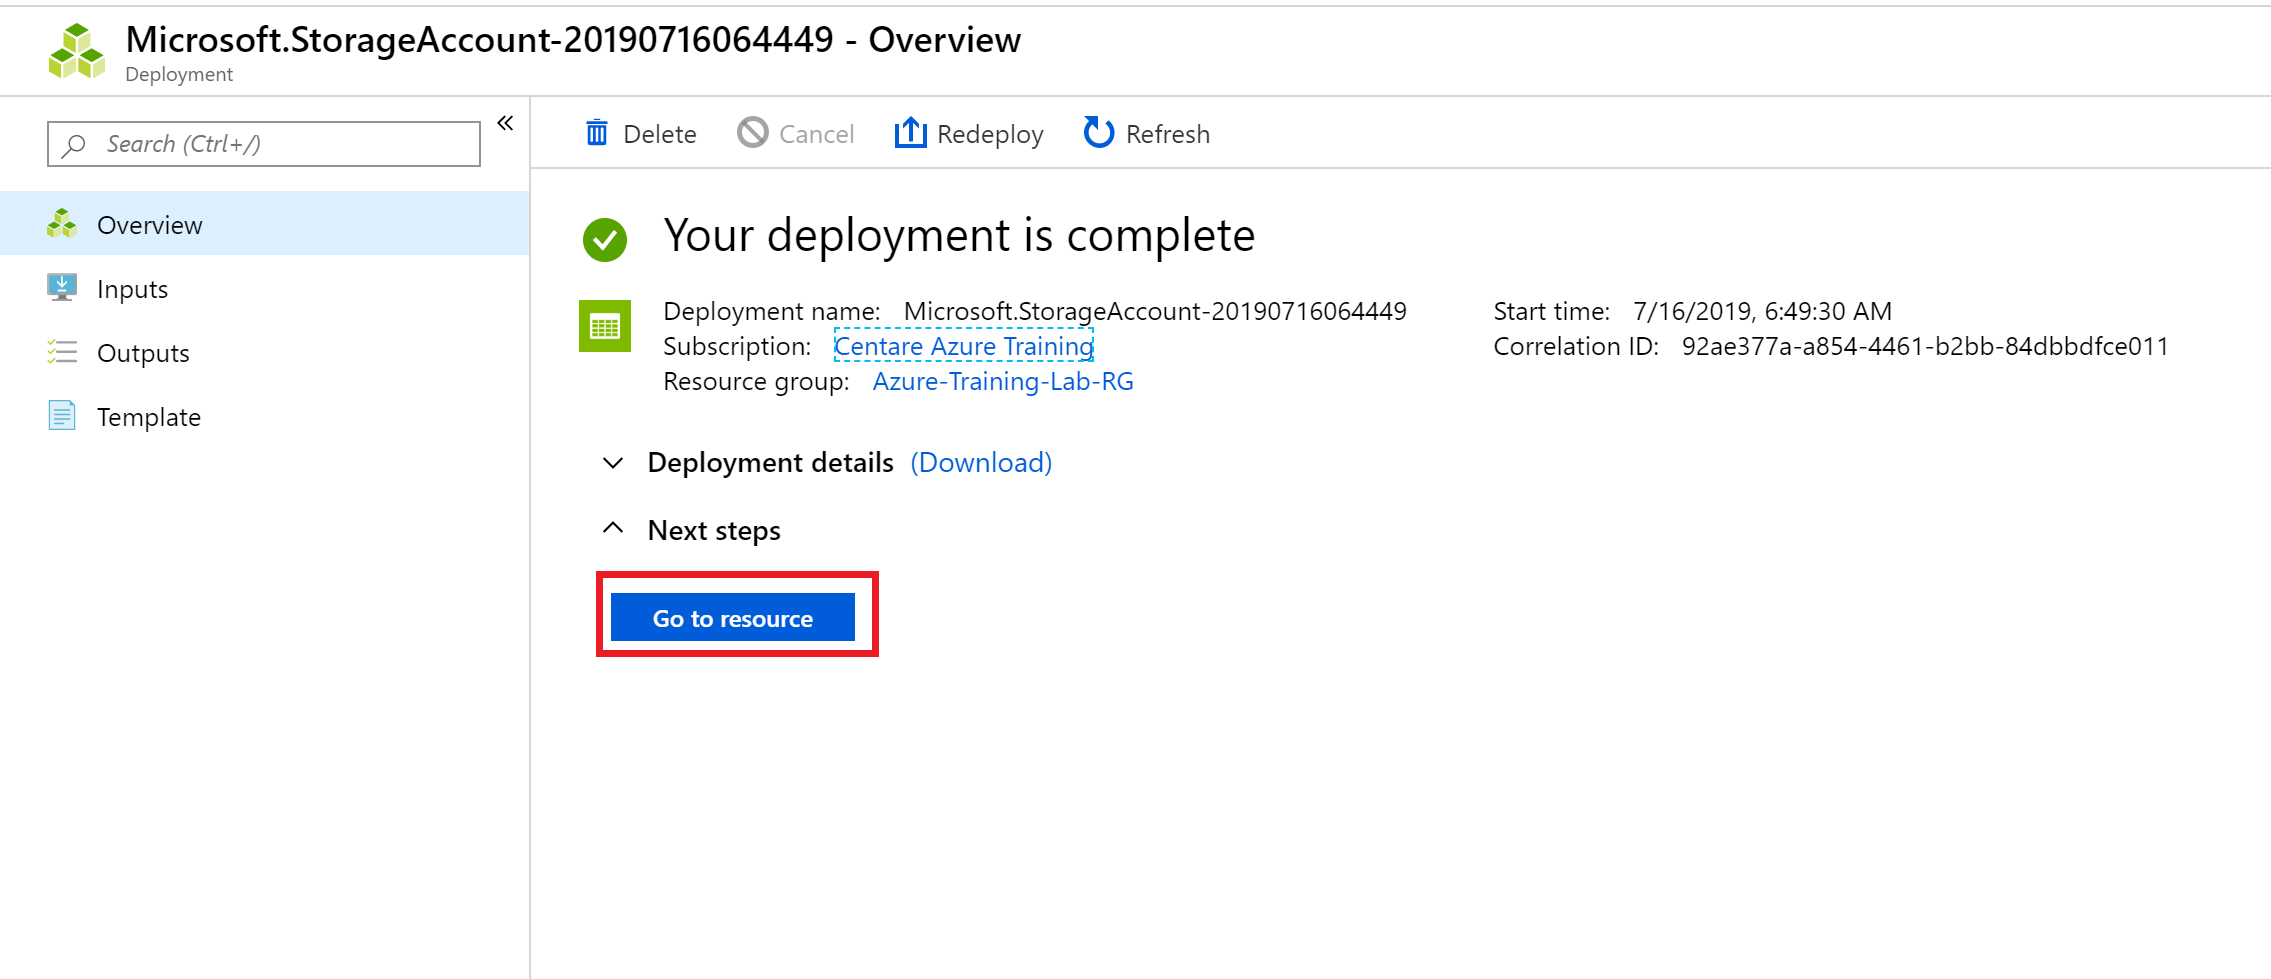 Microsoft.StorageAccount-20190716064449 - Overview
Deployment
Search (Ctrl+/)
Overview
Inputs
Outputs
Template
Delete Cancel Redeploy Refresh
Your deployment is complete
Deployment name: Microsoft.StorageAccount-20190716064449
Subscription: Centare Azure Training
Resource group: Azure-Training-Lab-RG
Start time: 7/16/2019, 6:49:30 AM
Correlation ID: 92ae377a-a854-4461-b2bb-84dbbdfce011
Deployment details (Download)
Next steps
Go to resource